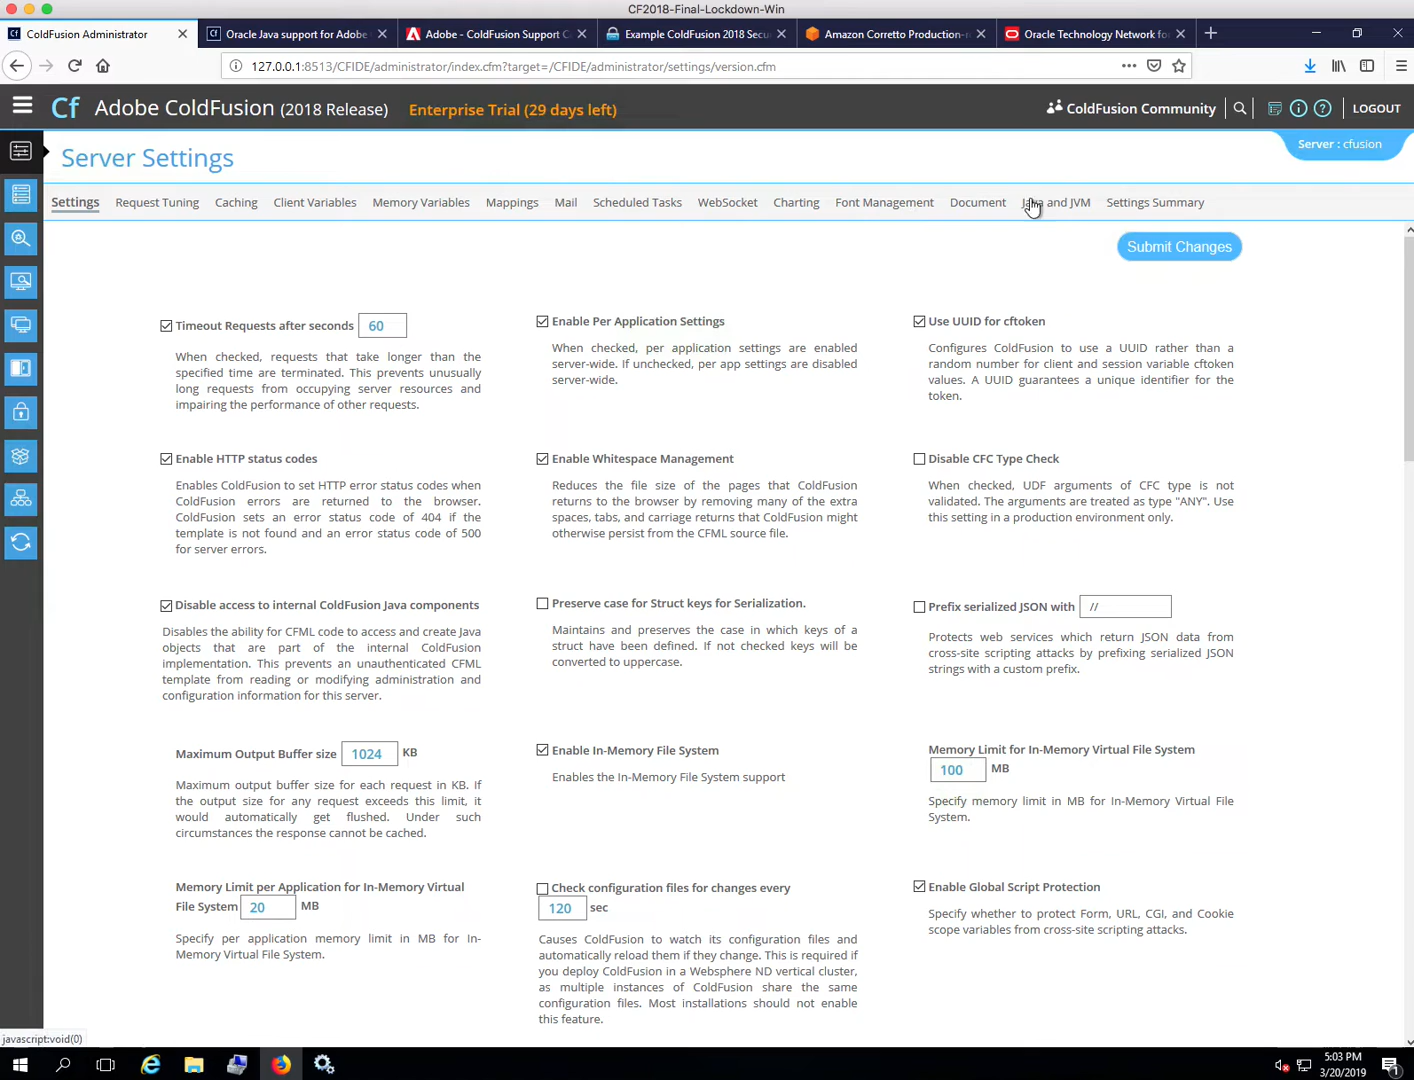 CF2018-Final-Lockdown-Win
ColdFusion Administrator
Oracle Java support for Adobe
Adobe - ColdFusion Support C
Example ColdFusion 2018 Secu
Amazon Corretto Production-r
Oracle Technology Network fo
127.0.0.1:8513/CFIDE/administrator/index.cfm?target=/CFIDE/administrator/settings/version.cfm
Cf Adobe ColdFusion (2018 Release) Enterprise Trial (29 days left)
ColdFusion Community
LOGOUT
Server Settings
Server : cfusion
Settings Request Tuning Caching Client Variables Memory Variables Mappings Mail Scheduled Tasks WebSocket Charting Font Management Document Java and JVM Settings Summary
Submit Changes
Timeout Requests after seconds 60
When checked, requests that take longer than the
specified time are terminated. This prevents unusually
long requests from occupying server resources and
impairing the performance of other requests.
Enable Per Application Settings
When checked, per application settings are enabled
server-wide. If unchecked, per app settings are disabled
server-wide.
Use UUID for cftoken
Configures ColdFusion to use a UUID rather than a
random number for client and session variable cftoken
values. A UUID guarantees a unique identifier for the
token.
Enable HTTP status codes
Enables ColdFusion to set HTTP error status codes when
ColdFusion errors are returned to the browser.
ColdFusion sets an error status code of 404 if the
template is not found and an error status code of 500
for server errors.
Enable Whitespace Management
Reduces the file size of the pages that ColdFusion
returns to the browser by removing many of the extra
spaces, tabs, and carriage returns that ColdFusion might
otherwise persist from the CFML source file.
Disable CFC Type Check
When checked, UDF arguments of CFC type is not
validated. The arguments are treated as type "ANY". Use
this setting in a production environment only.
Disable access to internal ColdFusion Java components
Disables the ability for CFML code to access and create Java
objects that are part of the internal ColdFusion
implementation. This prevents an unauthenticated CFML
template from reading or modifying administration and
configuration information for this server.
Preserve case for Struct keys for Serialization.
Maintains and preserves the case in which keys of a
struct have been defined. If not checked keys will be
converted to uppercase.
Prefix serialized JSON with //
Protects web services which return JSON data from
cross-site scripting attacks by prefixing serialized JSON
strings with a custom prefix.
Maximum Output Buffer size 1024 KB
Maximum output buffer size for each request in KB. If
the output size for any request exceeds this limit, it
would automatically get flushed. Under such
circumstances the response cannot be cached.
Enable In-Memory File System
Enables the In-Memory File System support
Memory Limit for In-Memory Virtual File System
100 MB
Specify memory limit in MB for In-Memory Virtual File
System.
Memory Limit per Application for In-Memory Virtual
File System 20 MB
Specify per application memory limit in MB for In-
Memory Virtual File System.
Check configuration files for changes every
120 sec
Causes ColdFusion to watch its configuration files and
automatically reload them if they change. This is required if
you deploy ColdFusion in a Websphere ND vertical cluster,
as multiple instances of ColdFusion share the same
configuration files. Most installations should not enable
this feature.
Enable Global Script Protection
Specify whether to protect Form, URL, CGI, and Cookie
scope variables from cross-site scripting attacks.
javascript:void(0)
5:03 PM
3/20/2019
1